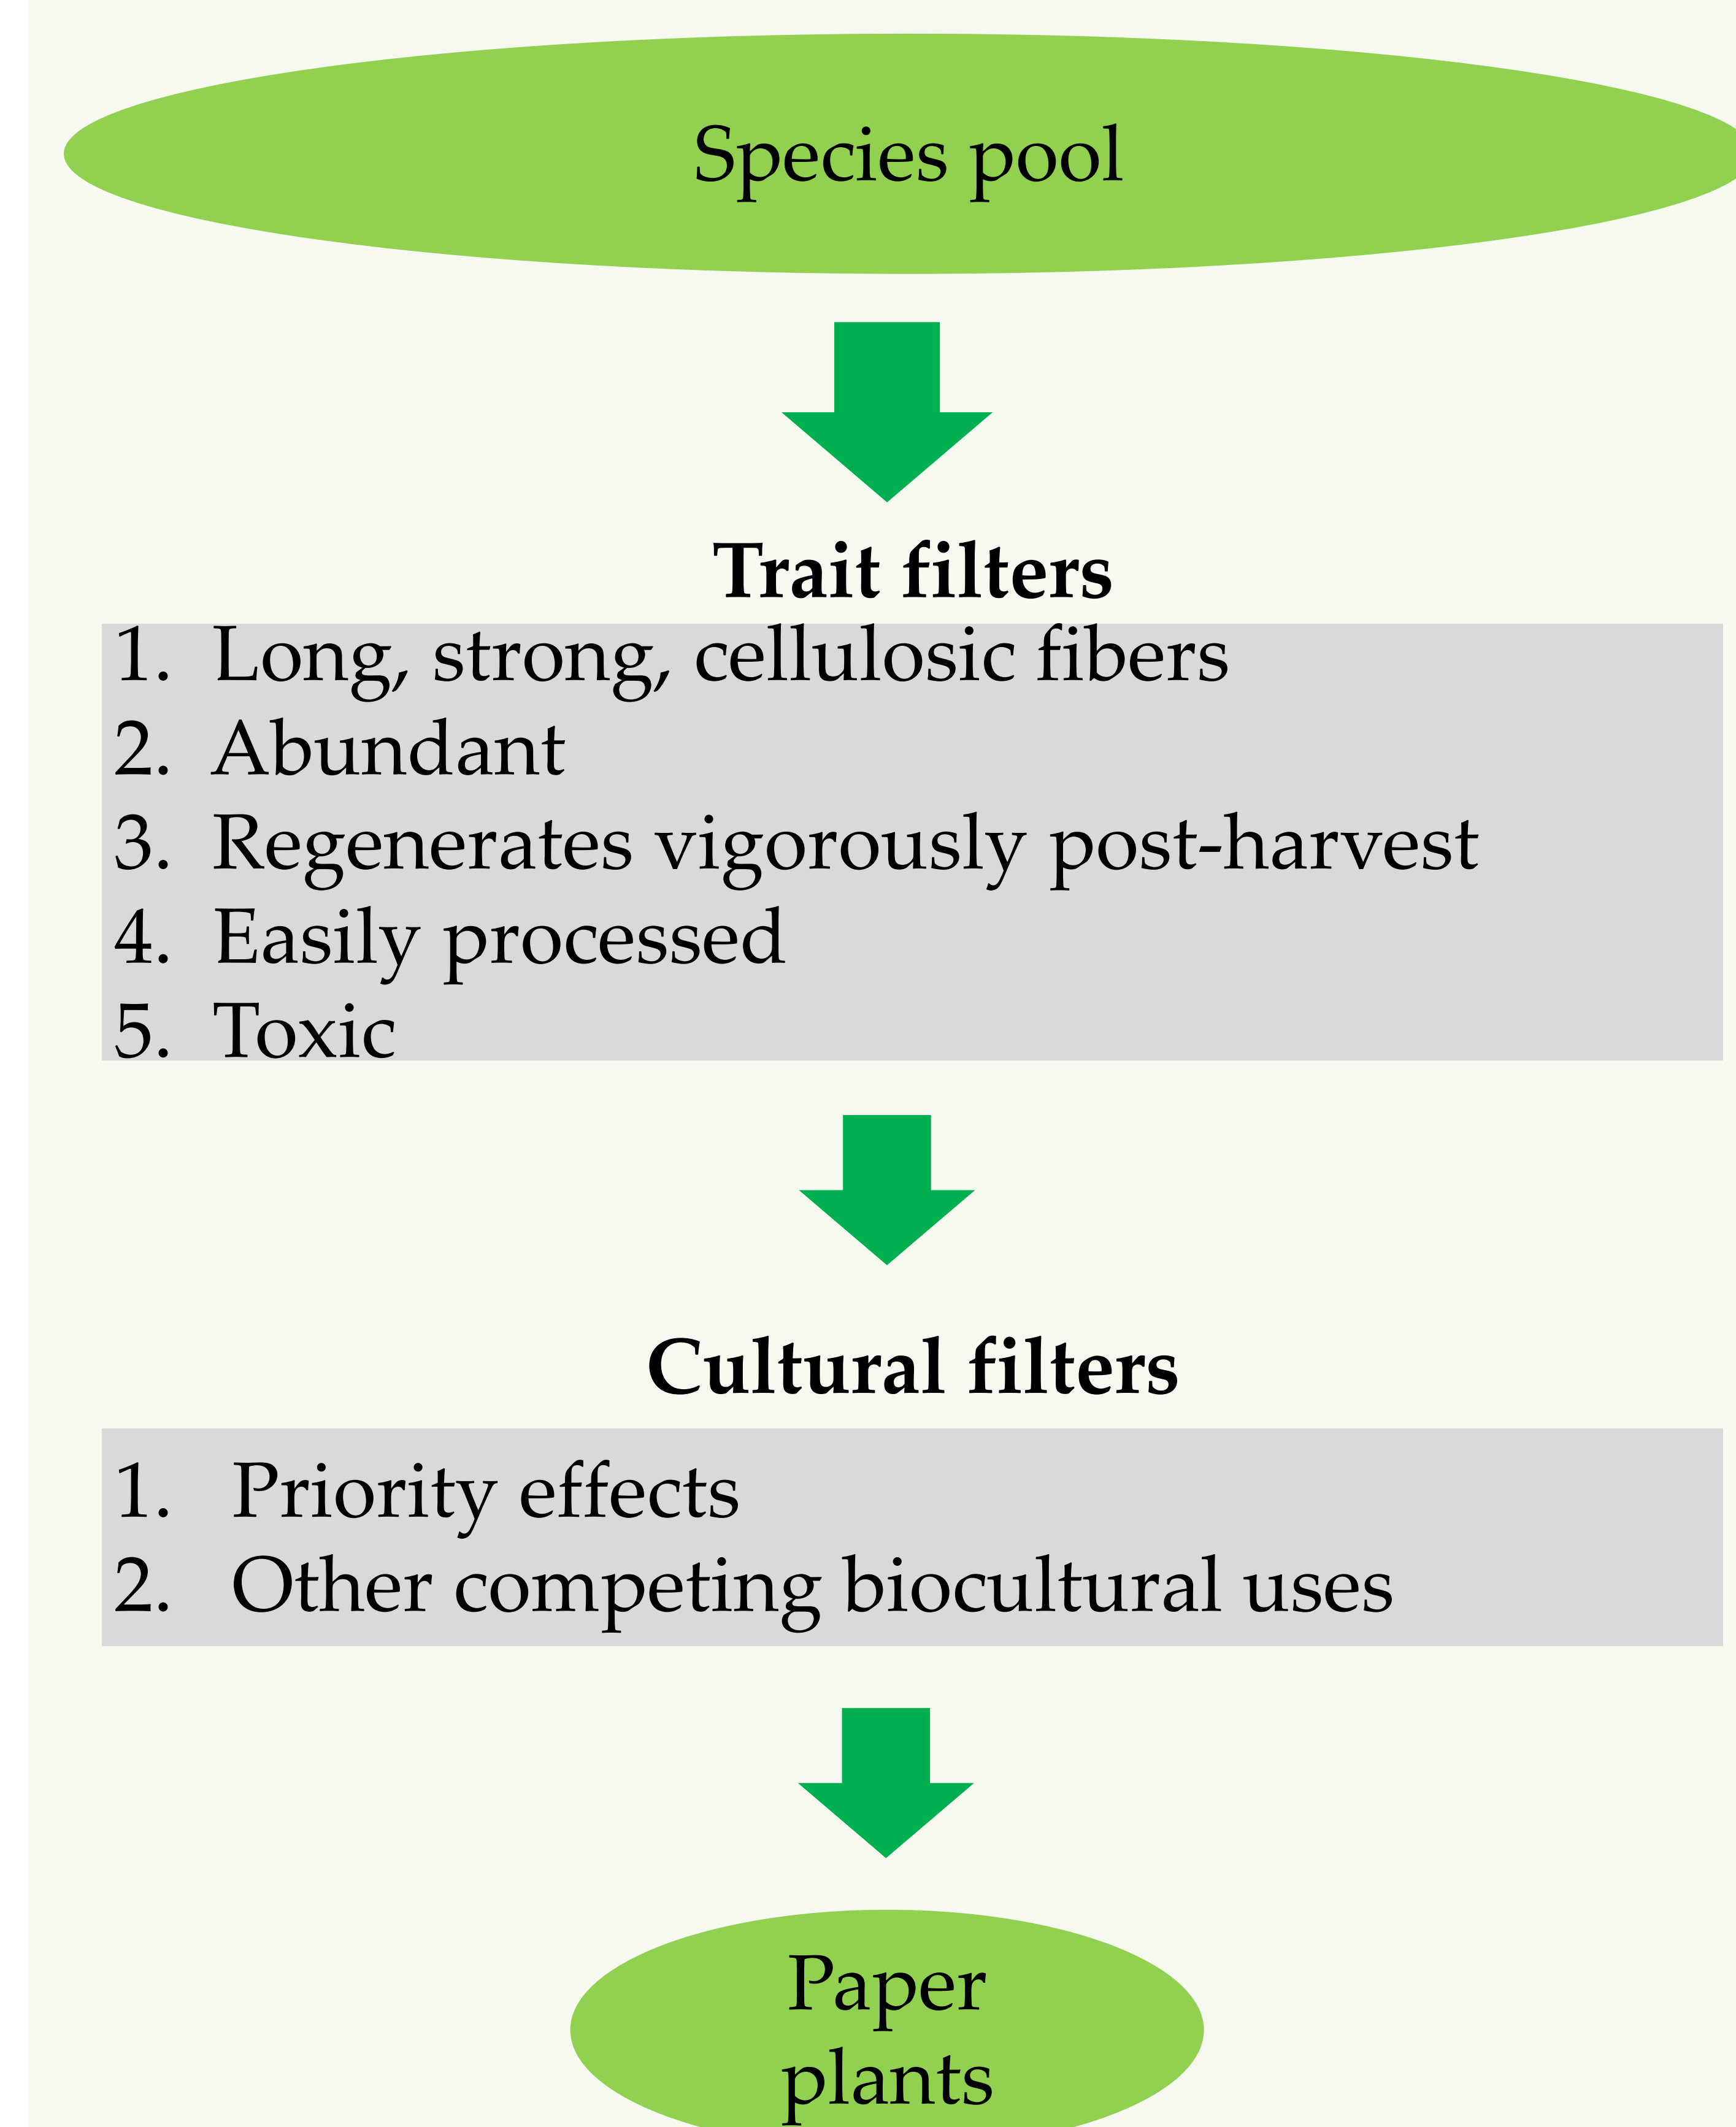 Species pool
Trait filters
1. Long, strong, cellulosic fibers
2. Abundant
3. Regenerates vigorously post-harvest
4. Easily processed
5. Toxic
Cultural filters
1. Priority effects
2. Other competing biocultural uses
Paper
plants